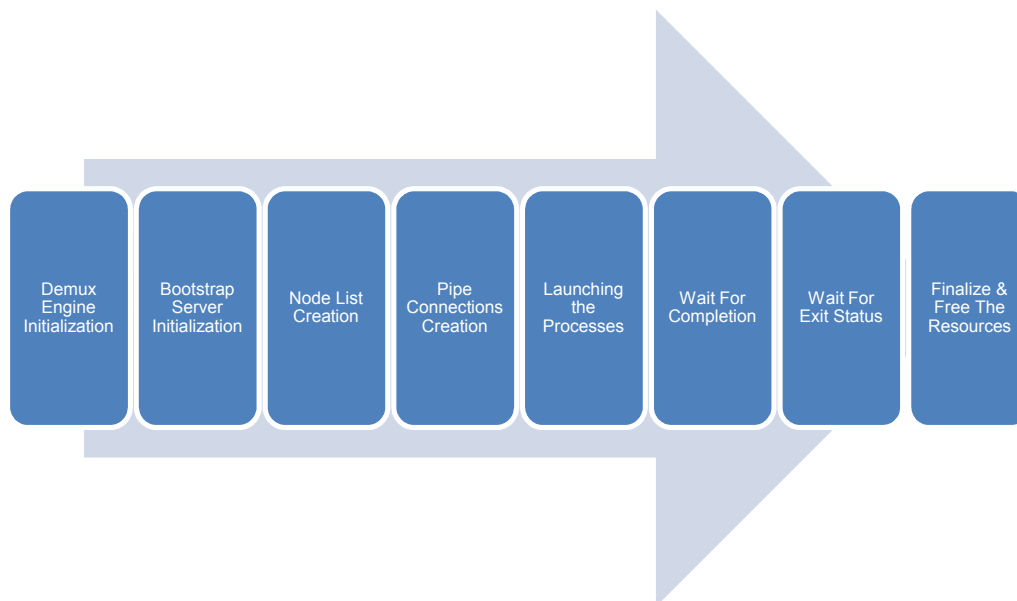 Demux
Engine
Initialization
Bootstrap
Server
Initialization
Node List
Creation
Pipe
Connections
Creation
Launching
the
Processes
Wait For
Completion
Wait For
Exit Status
Finalize &
Free The
Resources